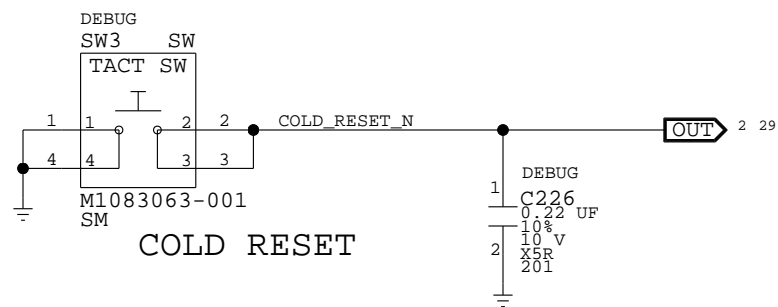 DEBUG
SW3 SW
TACT SW
1 1 2 2 COLD_RESET_N
OUT 2 29
4 4 3 3
M1083063-001
SM
COLD RESET
DEBUG
1
C226
0.22 UF
10%
10 V
2
X5R
201